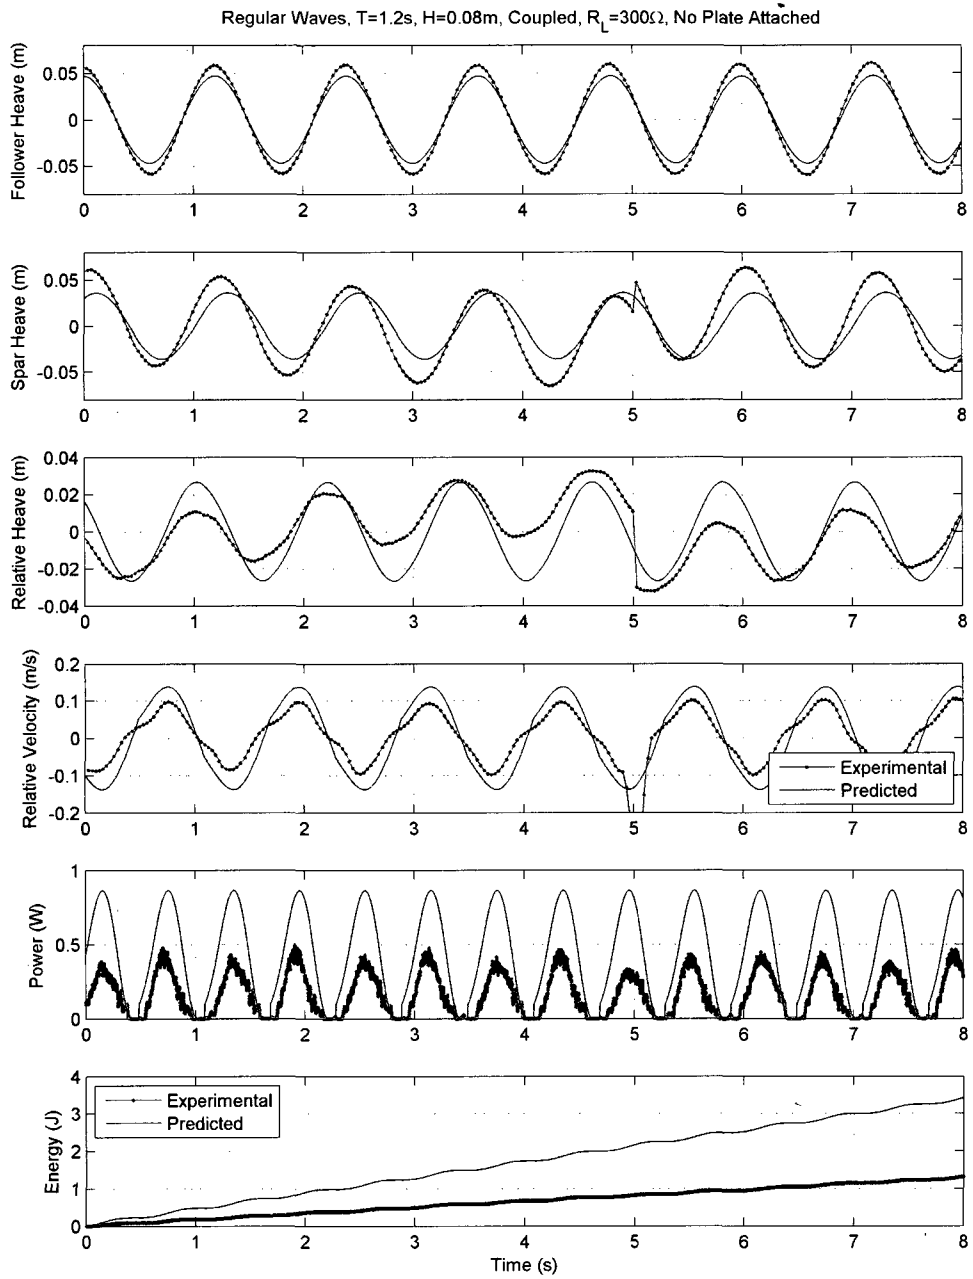 Regular Waves, T=1.2s, H=0.08m, Coupled, R_L=300Ω, No Plate Attached
Follower Heave (m)
0.05
0
-0.05
0 1 2 3 4 5 6 7 8
Spar Heave (m)
0.05
0
-0.05
0 1 2 3 4 5 6 7 8
Relative Heave (m)
0.04
0.02
0
-0.02
-0.04
0 1 2 3 4 5 6 7 8
Relative Velocity (m/s)
0.2
0.1
0
-0.1
-0.2
Experimental
Predicted
0 1 2 3 4 5 6 7 8
Power (W)
1
0.5
0
0 1 2 3 4 5 6 7 8
Energy (J)
4
3
2
1
0
Experimental
Predicted
0 1 2 3 4 5 6 7 8
Time (s)